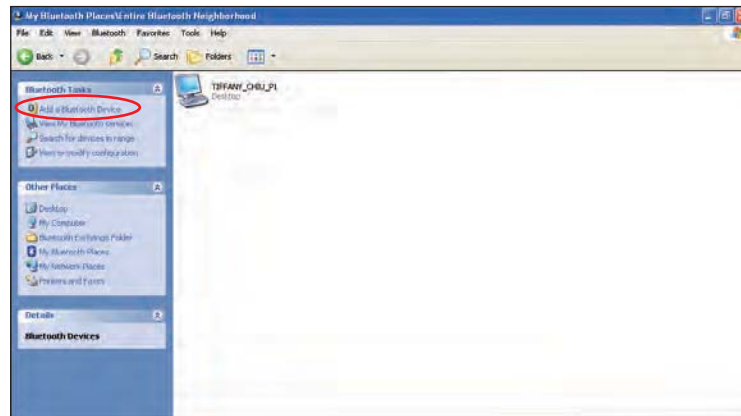 My Bluetooth Places\Entire Bluetooth Neighborhood
File Edit View Bluetooth Favorites Tools Help
Back Search Folders
Bluetooth Tasks
Add a Bluetooth Device
View My Bluetooth services
Search for devices in range
View or modify configuration
Other Places
Desktop
My Computer
Bluetooth Exchange Folder
My Bluetooth Places
My Network Places
Printers and Faxes
Details
Bluetooth Devices
TIFFANY_CHIU_P1
Desktop